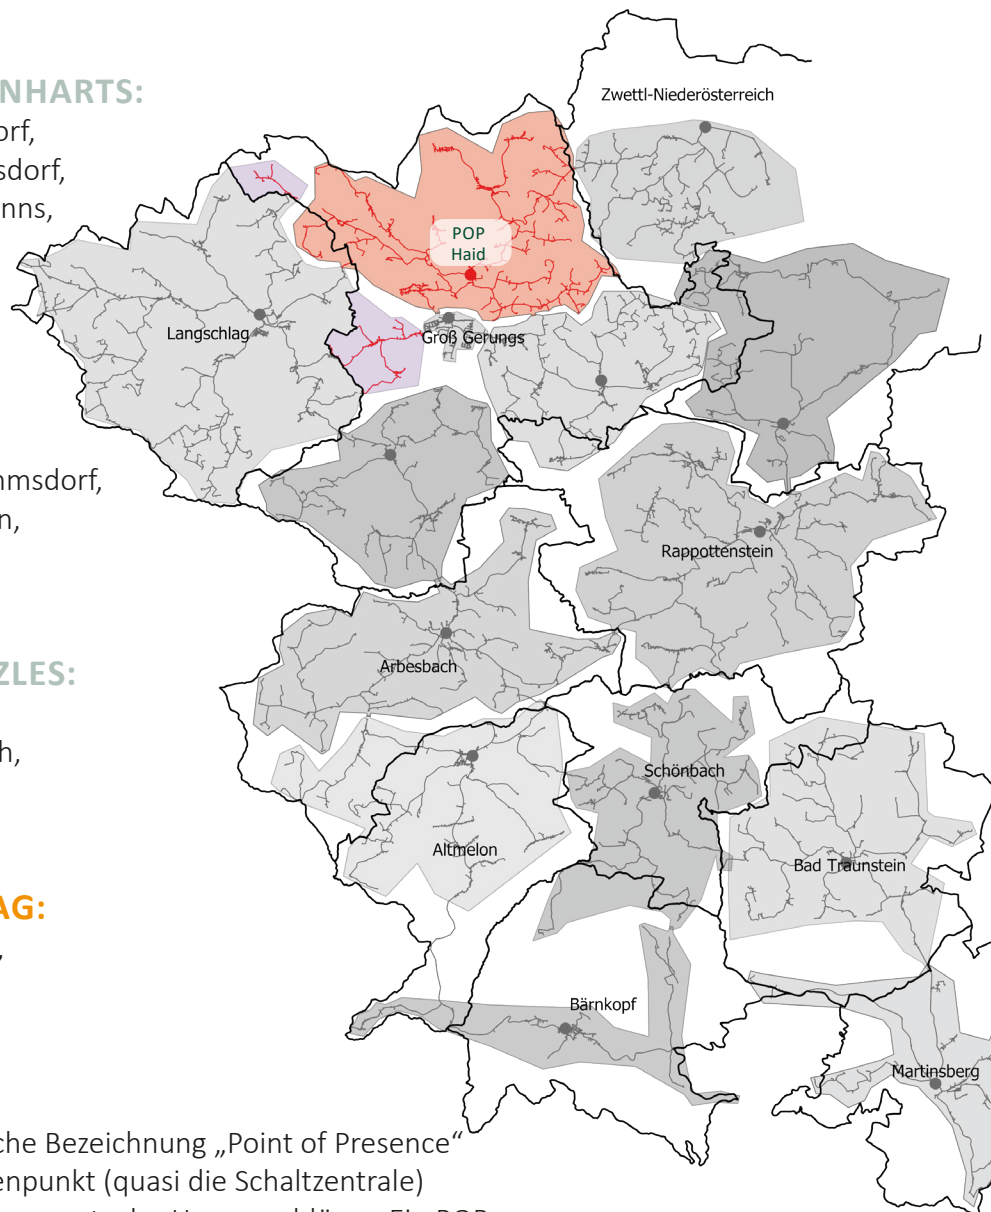 NHARTS:
orf,
sdorf,
nns,
nmsdorf,
n,
ZLES:
h,
AG:
,
che Bezeichnung „Point of Presence“
enpunkt (quasi die Schaltzentrale)
Zwettl-Niederösterreich
POP
Haid
Langschlag
Groß Gerungs
Rappottenstein
Arbesbach
Schönbach
Altmelon
Bad Traunstein
Bärnkopf
Martinsberg